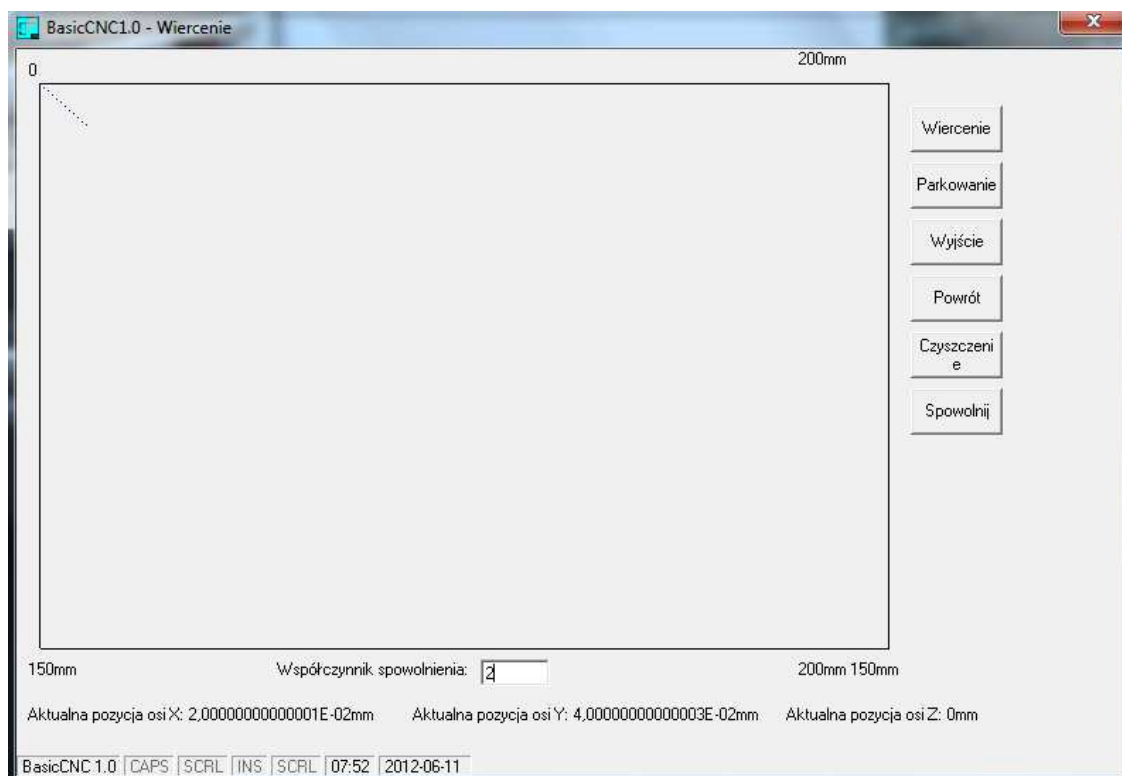 BasicCNC1.0 - Wiercenie
0
200mm
Wiercenie
Parkowanie
Wyjście
Powrót
Czyszczeni
e
Spowolnij
150mm
Współczynnik spowolnienia: 2
200mm 150mm
Aktualna pozycja osi X: 2,00000000000001E-02mm Aktualna pozycja osi Y: 4,00000000000003E-02mm Aktualna pozycja osi Z: 0mm
BasicCNC 1.0 CAPS SCRL INS SCRL 07:52 2012-06-11